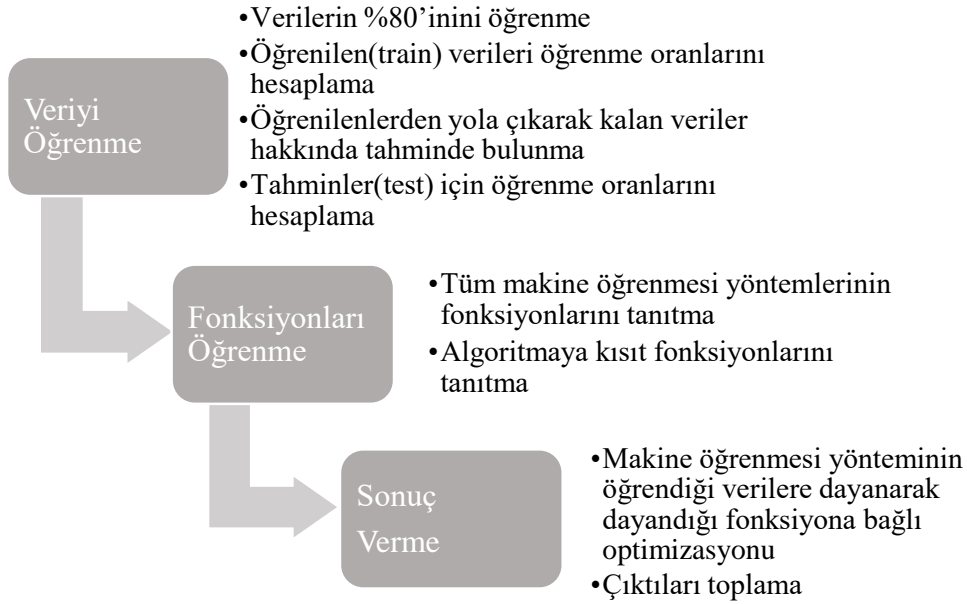 •Verilerin %80’inini öğrenme
•Öğrenilen(train) verileri öğrenme oranlarını
hesaplama
•Öğrenilenlerden yola çıkarak kalan veriler
hakkında tahminde bulunma
•Tahminler(test) için öğrenme oranlarını
hesaplama
Veriyi
Öğrenme
•Tüm makine öğrenmesi yöntemlerinin
fonksiyonlarını tanıtma
•Algoritmaya kısıt fonksiyonlarını
tanıtma
Fonksiyonları
Öğrenme
•Makine öğrenmesi yönteminin
öğrendiği verilere dayanarak
dayandığı fonksiyona bağlı
optimizasyonu
•Çıktıları toplama
Sonuç
Verme